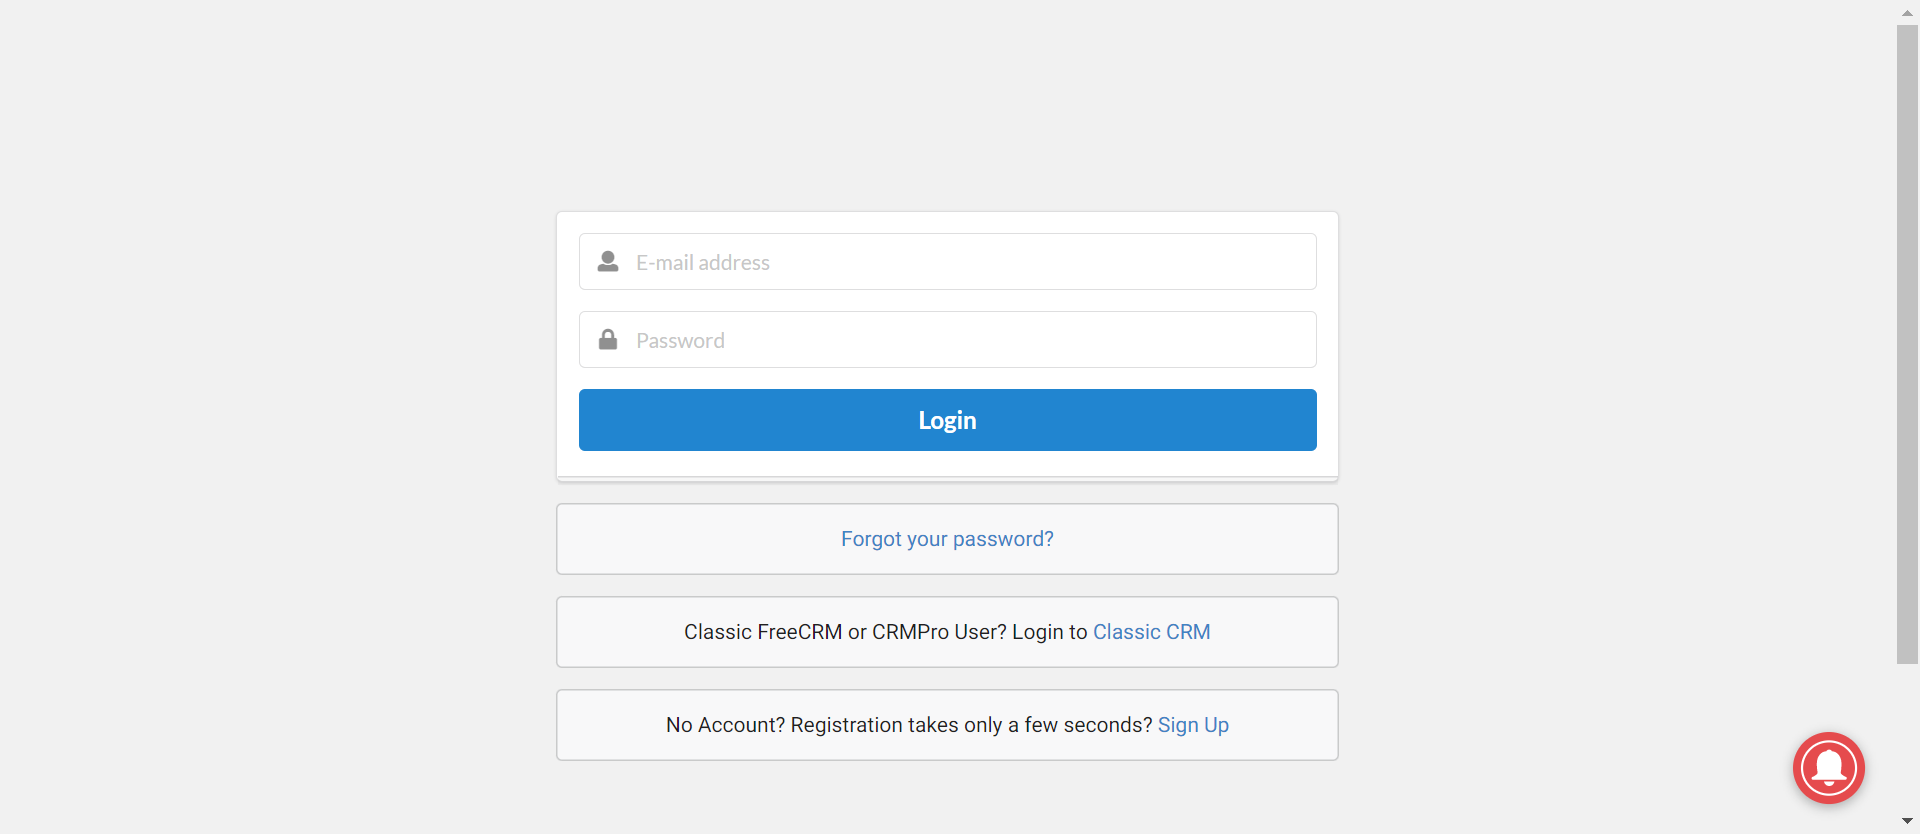 E-mail address
Password
Login
Forgot your password?
Classic FreeCRM or CRMPro User? Login to Classic CRM
No Account? Registration takes only a few seconds? Sign Up